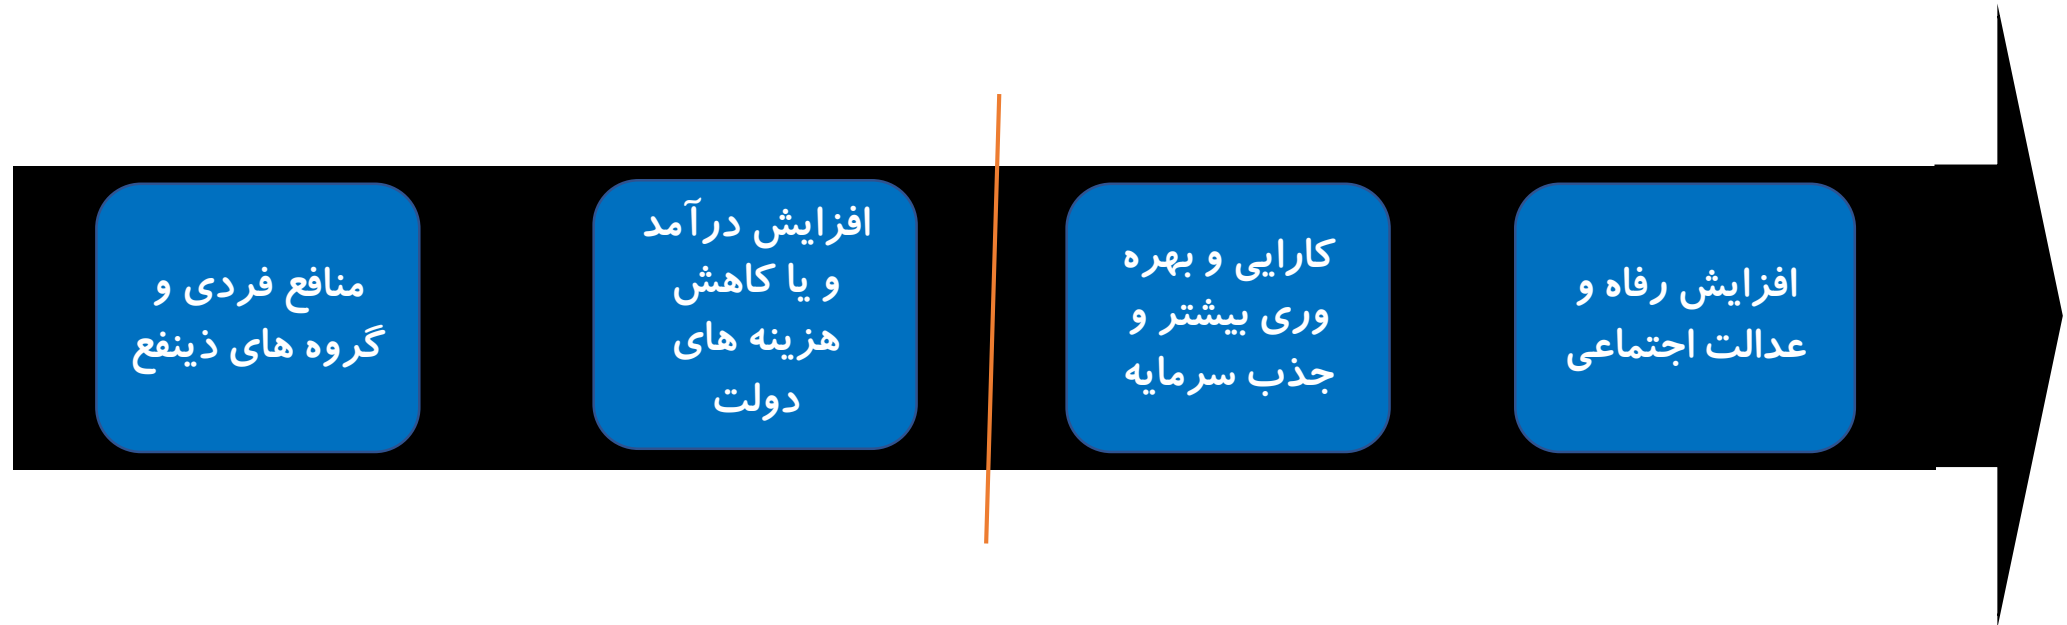 منافع فردی و
گروه های ذینفع
افزایش درآمد
و یا کاهش
هزینه های
دولت
کارایی و بهره
وری بیشتر و
جذب سرمایه
افزایش رفاه و
عدالت اجتماعی